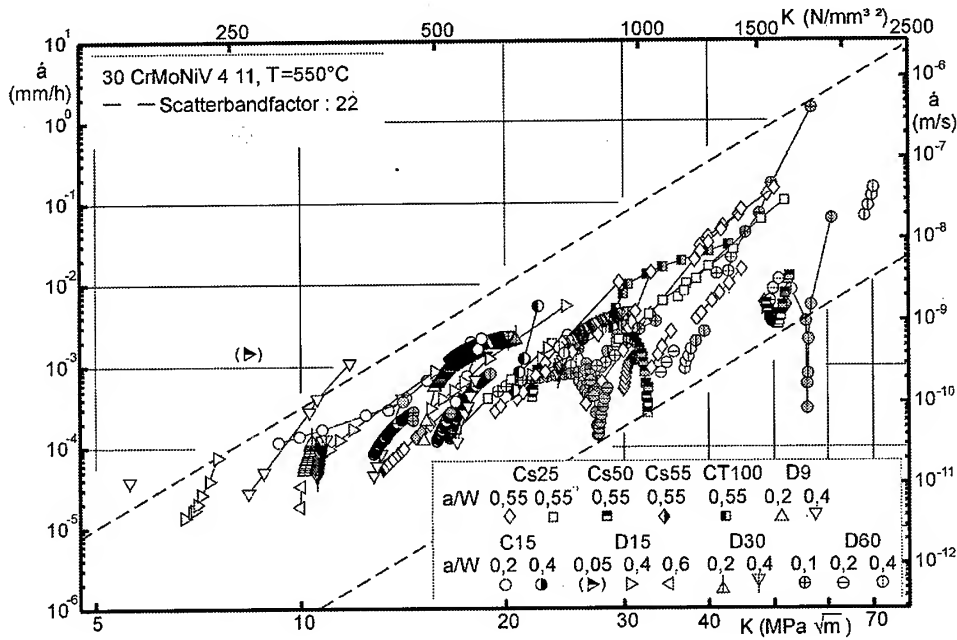 K (N/mm³ ²)
250 500 1000 1500 2500
10¹
ȧ
(mm/h)
10⁰
10⁻¹
10⁻²
10⁻³
10⁻⁴
10⁻⁵
10⁻⁶
30 CrMoNiV 4 11, T=550°C
— — Scatterbandfactor : 22
10⁻⁶
ȧ
(m/s)
10⁻⁷
10⁻⁸
10⁻⁹
10⁻¹⁰
10⁻¹¹
10⁻¹²
Cs25 Cs50 Cs55 CT100 D9
a/W 0,55 0,55 0,55 0,55 0,55 0,2 0,4
C15 D15 D30 D60
a/W 0,2 0,4 0,05 0,4 0,6 0,2 0,4 0,1 0,2 0,4
5 10 20 30 40 50 60 70
K (MPa √m)